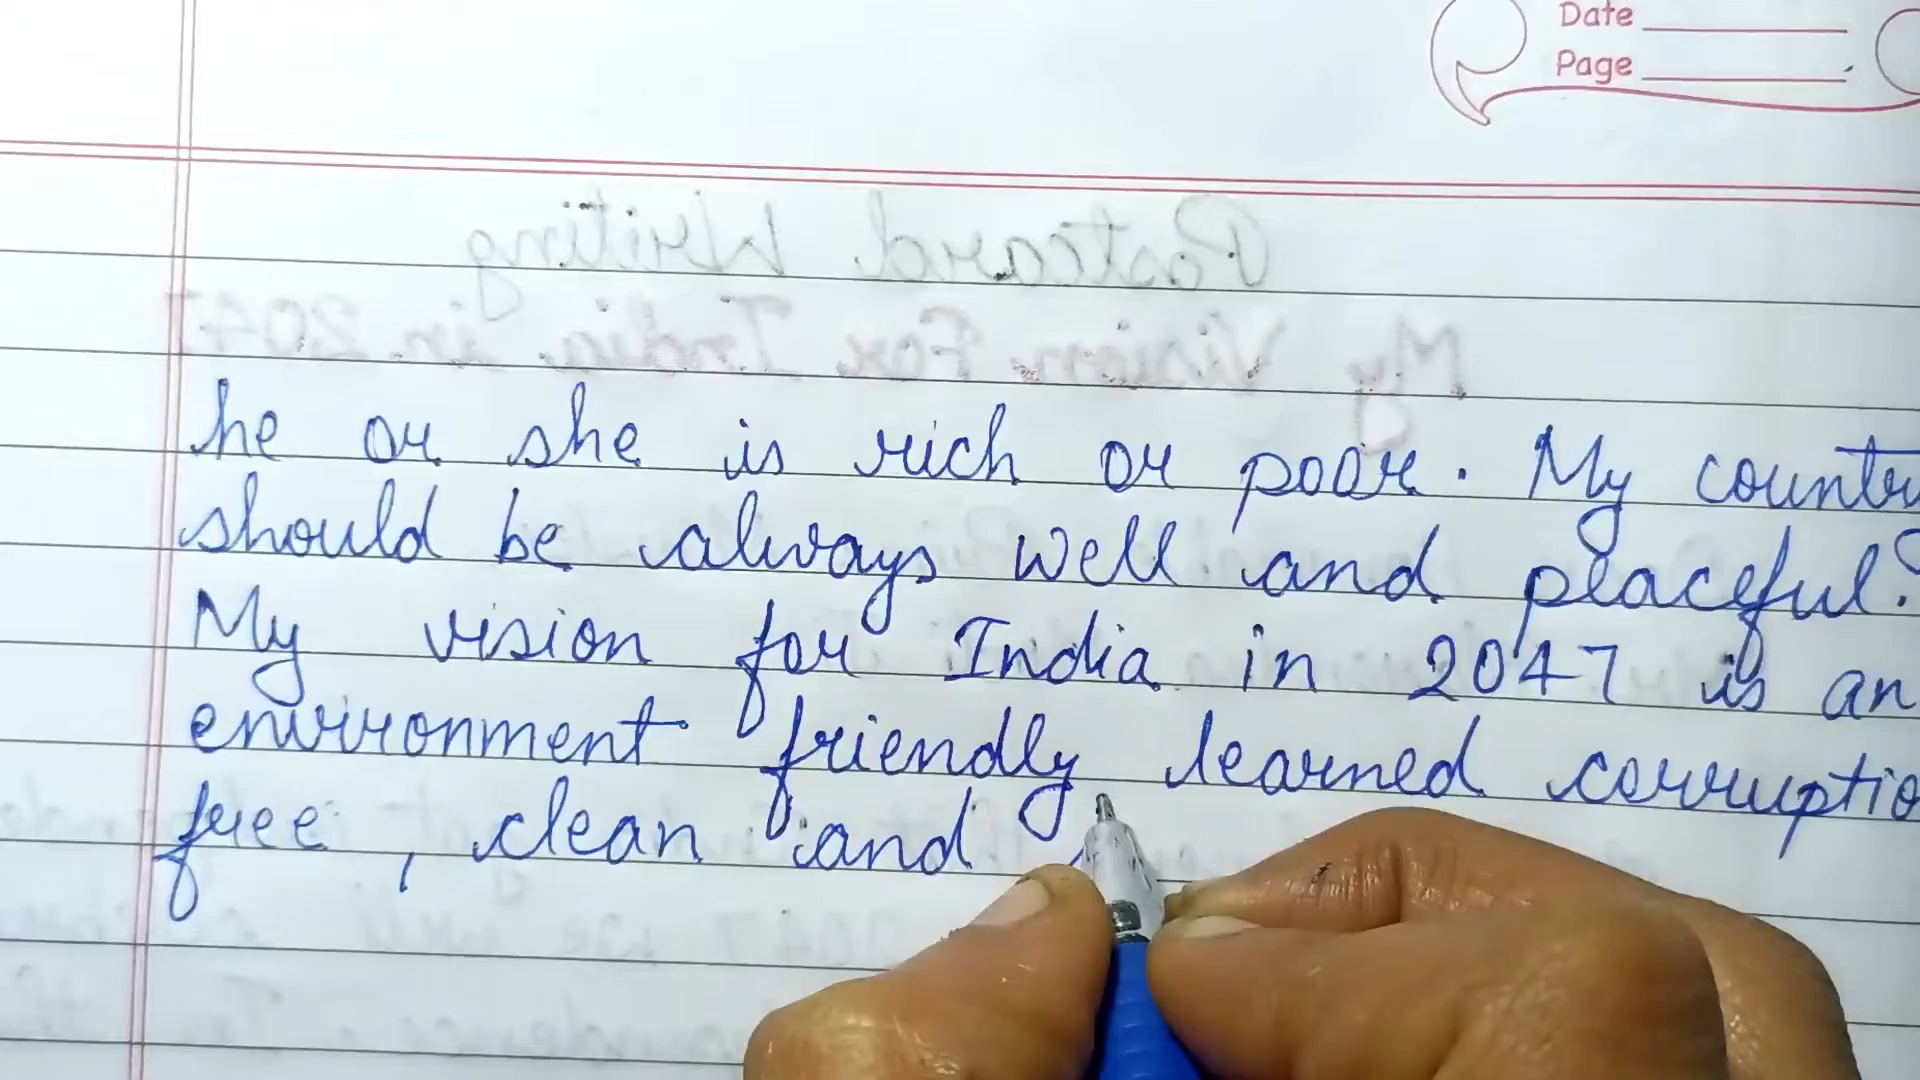 Date
Page
Postcard Writing
My Vision For India in 2047
he or she is rich or poor. My countr
should be always well and peaceful.
My vision for India in 2047 is an
environment friendly learned corruptio
free, clean and